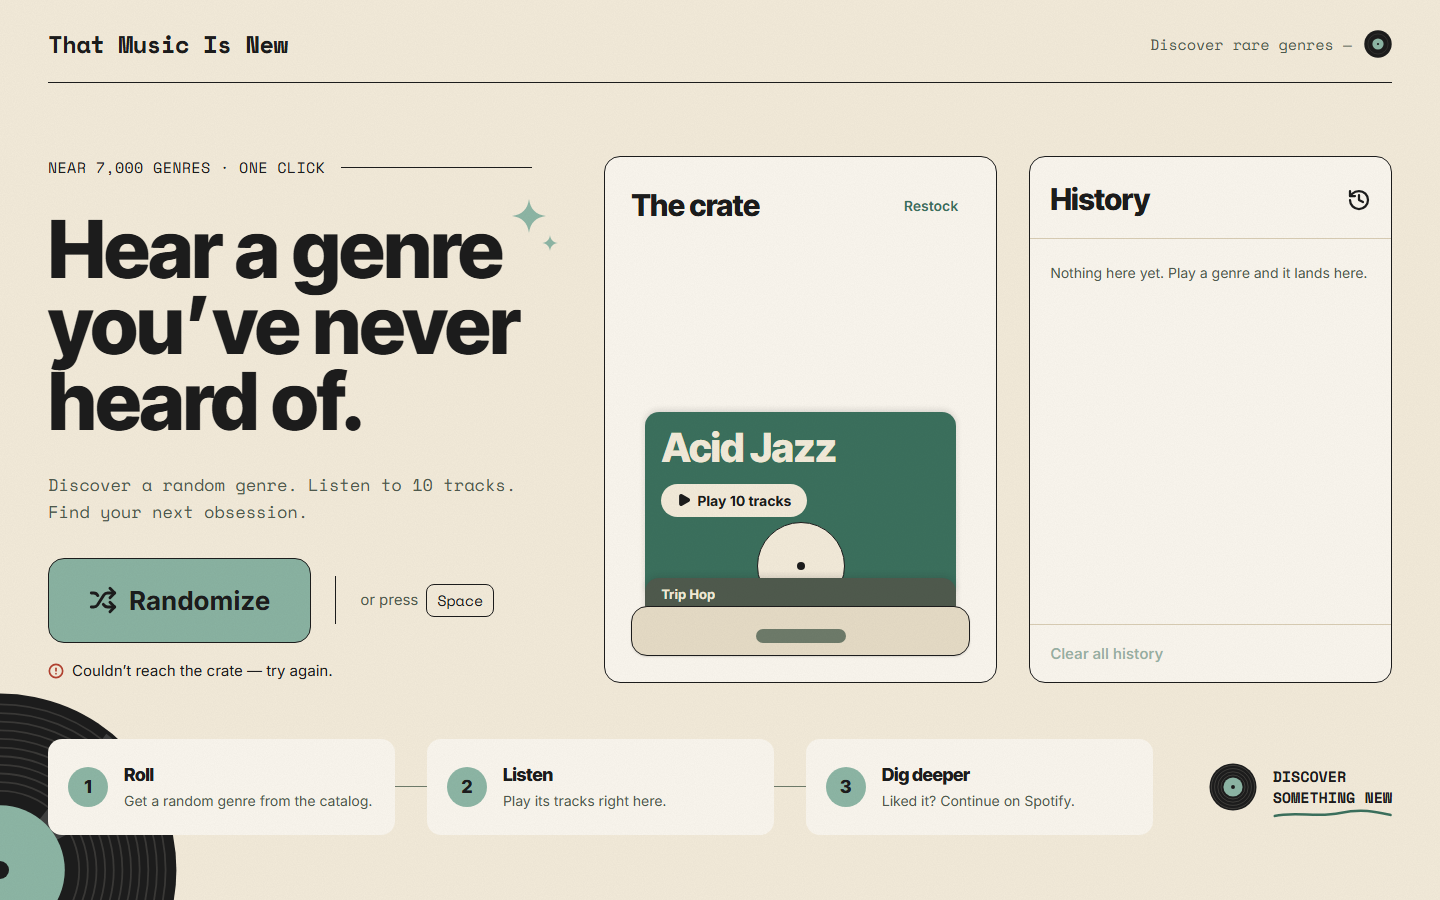 That Music Is New
Discover rare genres —
NEAR 7,000 GENRES · ONE CLICK
Hear a genre
you’ve never
heard of.
Discover a random genre. Listen to 10 tracks.
Find your next obsession.
Randomize
or press Space
Couldn’t reach the crate — try again.
The crate
Restock
Acid Jazz
Play 10 tracks
Trip Hop
History
Nothing here yet. Play a genre and it lands here.
Clear all history
1
Roll
Get a random genre from the catalog.
2
Listen
Play its tracks right here.
3
Dig deeper
Liked it? Continue on Spotify.
DISCOVER
SOMETHING NEW